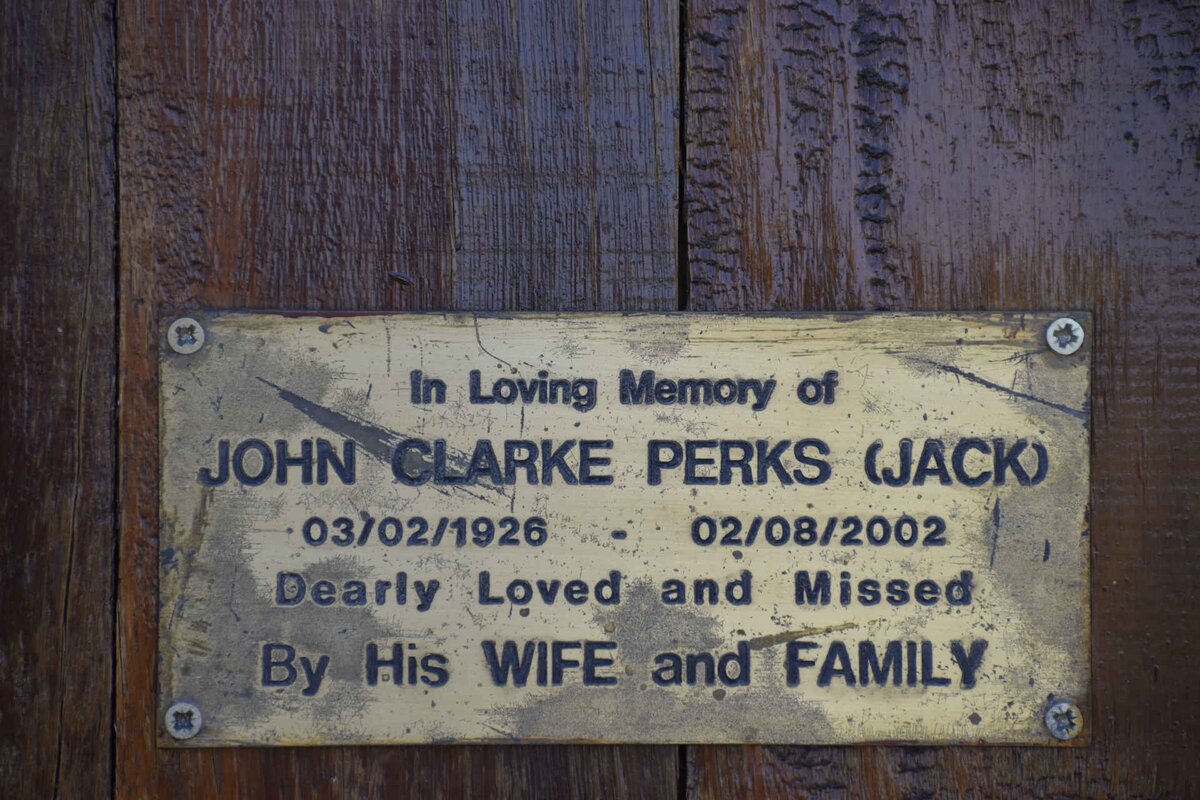 In Loving Memory of
JOHN CLARKE PERKS (JACK)
03/02/1926 - 02/08/2002
Dearly Loved and Missed
By His WIFE and FAMILY